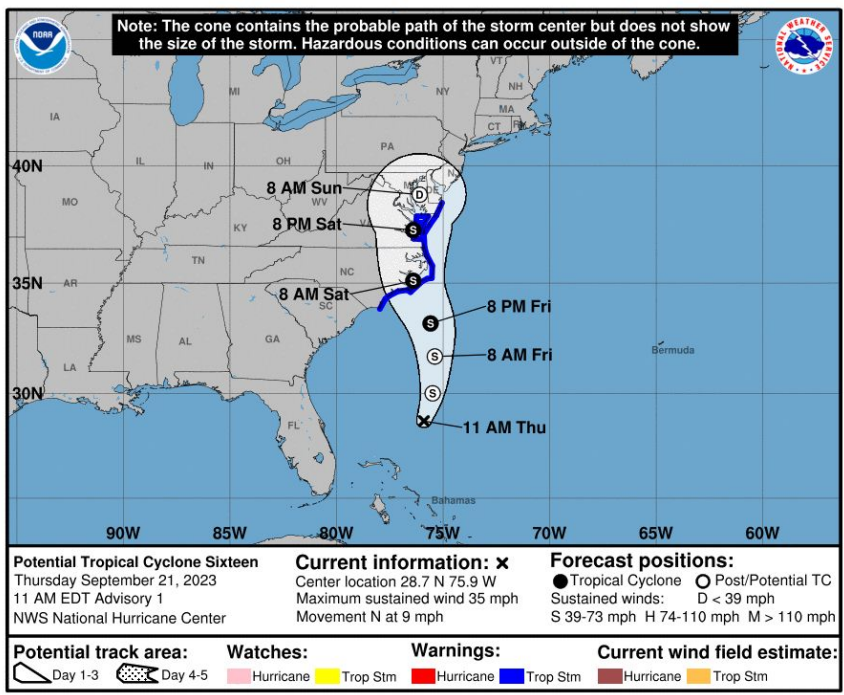 Note: The cone contains the probable path of the storm center but does not show
the size of the storm. Hazardous conditions can occur outside of the cone.
NOAA
NATIONAL WEATHER SERVICE
VT
NH
MI
NY
MA
IA
CT
PA
40N
IL
IN
OH
8 AM Sun
D
DE
MO
WV
8 PM Sat
S
KY
35N
TN
NC
8 AM Sat
S
AR
SC
8 PM Fri
S
MS
AL
GA
8 AM Fri
S
Bermuda
LA
30N
S
FL
11 AM Thu
Bahamas
90W 85W 80W 75W 70W 65W 60W
Potential Tropical Cyclone Sixteen
Thursday September 21, 2023
11 AM EDT Advisory 1
NWS National Hurricane Center
Current information: x
Center location 28.7 N 75.9 W
Maximum sustained wind 35 mph
Movement N at 9 mph
Forecast positions:
Tropical Cyclone Post/Potential TC
Sustained winds: D < 39 mph
S 39-73 mph H 74-110 mph M > 110 mph
Potential track area:
Day 1-3 Day 4-5
Watches:
Hurricane Trop Stm
Warnings:
Hurricane Trop Stm
Current wind field estimate:
Hurricane Trop Stm